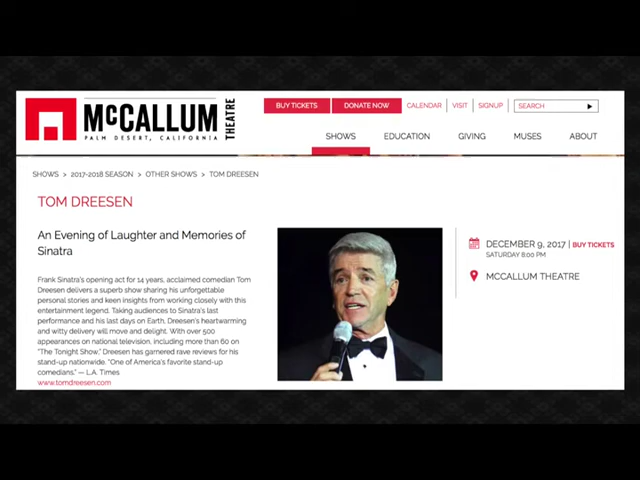 McCALLUM THEATRE
PALM DESERT, CALIFORNIA
BUY TICKETS
DONATE NOW
CALENDAR
VISIT
SIGNUP
SEARCH
SHOWS
EDUCATION
GIVING
MUSES
ABOUT
SHOWS > 2017-2018 SEASON > OTHER SHOWS > TOM DREESEN
TOM DREESEN
An Evening of Laughter and Memories of
Sinatra
Frank Sinatra's opening act for 14 years, acclaimed comedian Tom
Dreesen delivers a superb show sharing his unforgettable
personal stories and keen insights from working closely with this
entertainment legend. Taking audiences to Sinatra's last
performance and his last days on Earth, Dreesen's heartwarming
and witty delivery will move and delight. With over 500
appearances on national television, including more than 60 on
"The Tonight Show," Dreesen has garnered rave reviews for his
stand-up nationwide. "One of America's favorite stand-up
comedians." — L.A. Times
www.tomdreesen.com
DECEMBER 9, 2017 | BUY TICKETS
SATURDAY 8:00 PM
MCCALLUM THEATRE